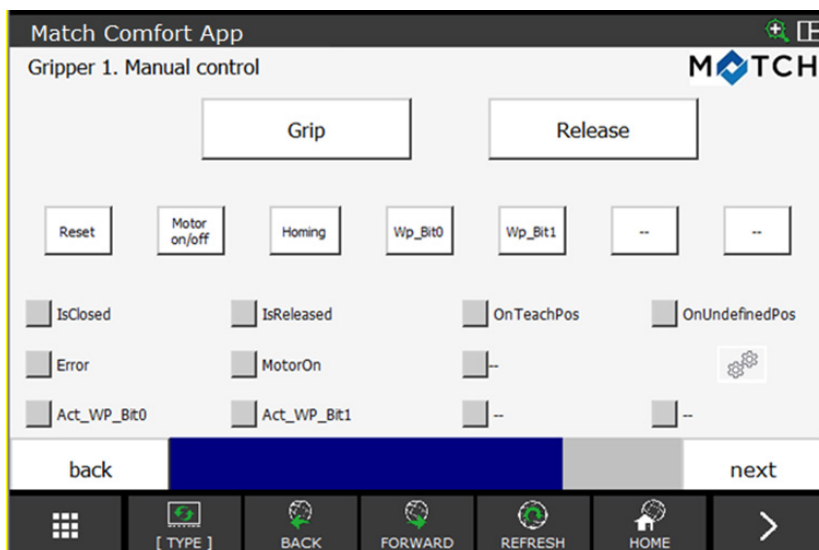 Match Comfort App
Gripper 1. Manual control
MATCH
Grip
Release
Reset
Motor
on/off
Homing
Wp_Bit0
Wp_Bit1
--
--
IsClosed
IsReleased
OnTeachPos
OnUndefinedPos
Error
MotorOn
--
Act_WP_Bit0
Act_WP_Bit1
--
--
back
next
[ TYPE ]
BACK
FORWARD
REFRESH
HOME